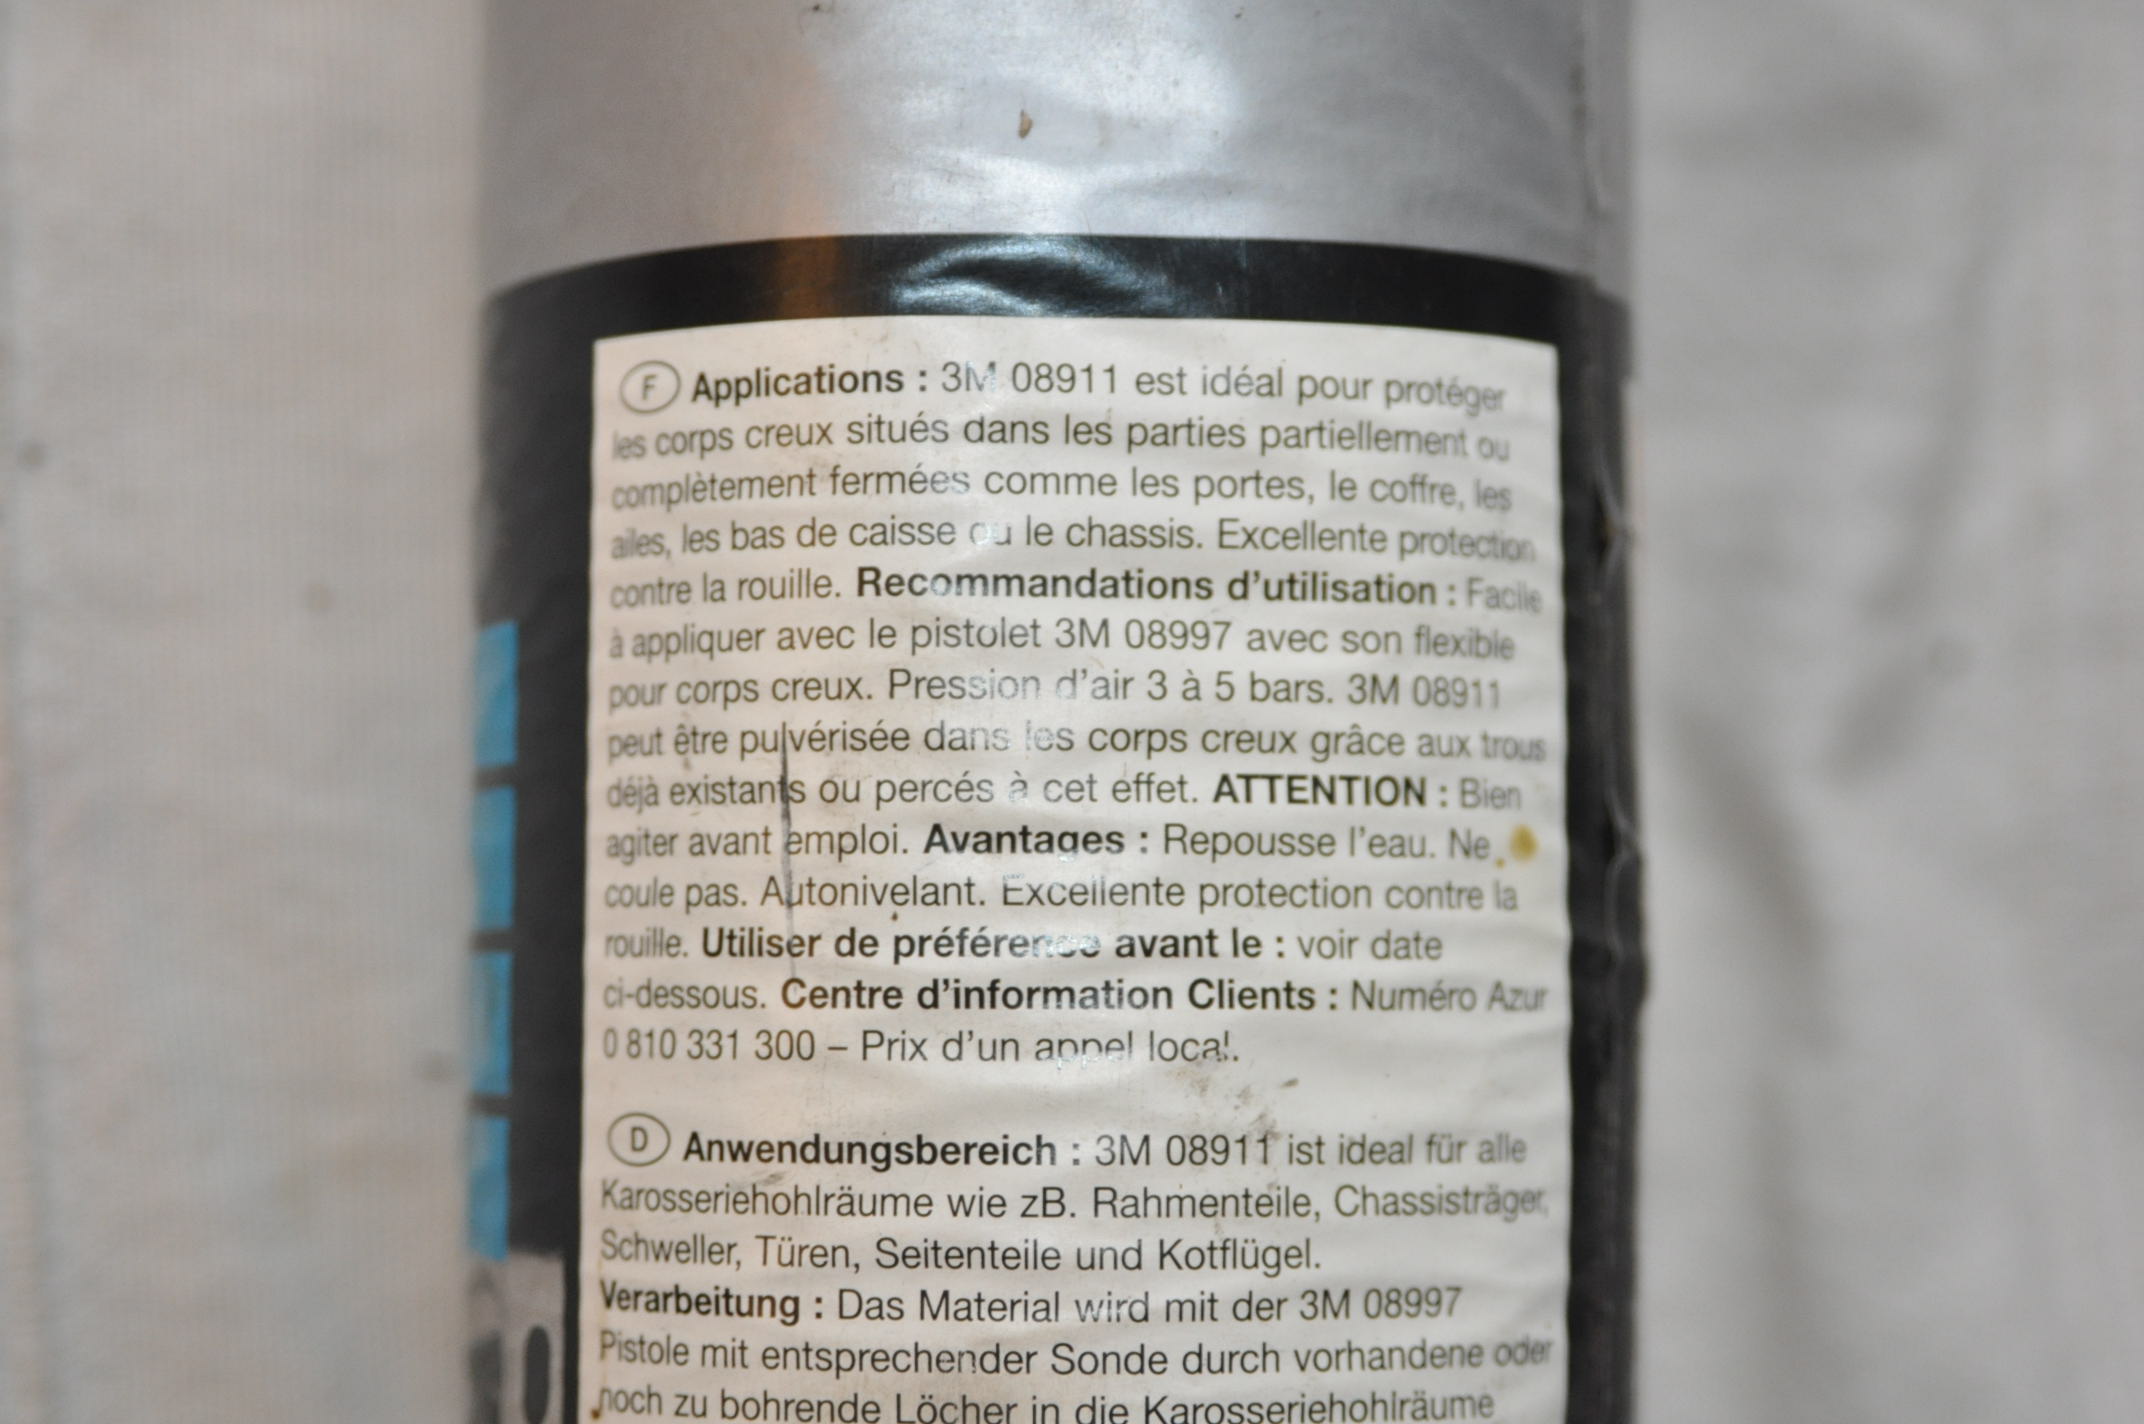 F Applications : 3M 08911 est idéal pour protéger
les corps creux situés dans les parties partiellement ou
complètement fermées comme les portes, le coffre, les
ailes, les bas de caisse ou le chassis. Excellente protection
contre la rouille. Recommandations d'utilisation : Facile
à appliquer avec le pistolet 3M 08997 avec son flexible
pour corps creux. Pression d'air 3 à 5 bars. 3M 08911
peut être pulvérisée dans les corps creux grâce aux trous
déjà existants ou percés à cet effet. ATTENTION : Bien
agiter avant emploi. Avantages : Repousse l'eau. Ne
coule pas. Autonivelant. Excellente protection contre la
rouille. Utiliser de préférence avant le : voir date
ci-dessous. Centre d'information Clients : Numéro Azur
0 810 331 300 – Prix d'un appel local.
D Anwendungsbereich : 3M 08911 ist ideal für alle
Karosseriehohlräume wie zB. Rahmenteile, Chassisträger,
Schweller, Türen, Seitenteile und Kotflügel.
Verarbeitung : Das Material wird mit der 3M 08997
Pistole mit entsprechender Sonde durch vorhandene oder
noch zu bohrende Löcher in die Karosseriehohlräume